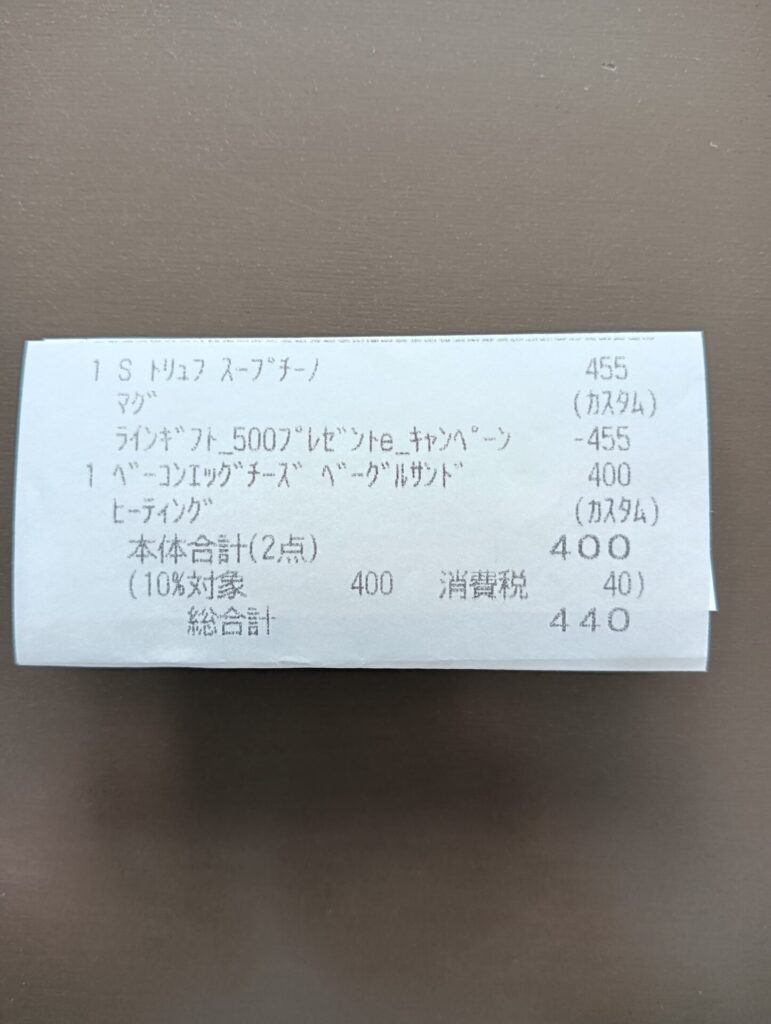 1 S ﾄﾘｭﾌ ｽｰﾌﾟﾁｰﾉ 455
ﾏｸﾞ (ｶｽﾀﾑ)
ﾗｲﾝｷﾞﾌﾄ_500ﾌﾟﾚｾﾞﾝﾄe_ｷｬﾝﾍﾟｰﾝ -455
1 ﾍﾞｰｺﾝｴｯｸﾞﾁｰｽﾞ ﾍﾞｰｸﾞﾙｻﾝﾄﾞ 400
ﾋｰﾃｨﾝｸﾞ (ｶｽﾀﾑ)
本体合計(2点) 400
(10%対象 400 消費税 40)
総合計 440